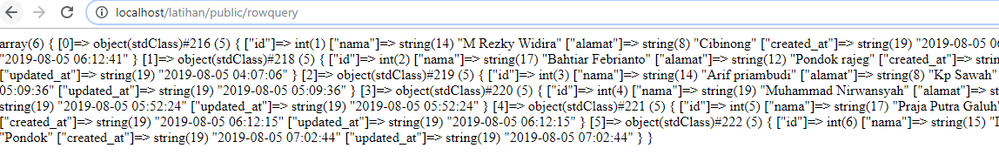 localhost/latihan/public/rowquery
array(6) { [0]=> object(stdClass)#216 (5) { ["id"]=> int(1) ["nama"]=> string(14) "M Rezky Widira" ["alamat"]=> string(8) "Cibinong" ["created_at"]=> string(19) "2019-08-05 0
"2019-08-05 06:12:41" } [1]=> object(stdClass)#218 (5) { ["id"]=> int(2) ["nama"]=> string(17) "Bahtiar Febrianto" ["alamat"]=> string(12) "Pondok rajeg" ["created_at"]=> strin
["updated_at"]=> string(19) "2019-08-05 04:07:06" } [2]=> object(stdClass)#219 (5) { ["id"]=> int(3) ["nama"]=> string(14) "Arif priambudi" ["alamat"]=> string(8) "Kp Sawah"
05:09:36" ["updated_at"]=> string(19) "2019-08-05 05:09:36" } [3]=> object(stdClass)#220 (5) { ["id"]=> int(4) ["nama"]=> string(19) "Muhammad Nirwansyah" ["alamat"]=> st
string(19) "2019-08-05 05:52:24" ["updated_at"]=> string(19) "2019-08-05 05:52:24" } [4]=> object(stdClass)#221 (5) { ["id"]=> int(5) ["nama"]=> string(17) "Praja Putra Galuh"
["created_at"]=> string(19) "2019-08-05 06:12:15" ["updated_at"]=> string(19) "2019-08-05 06:12:15" } [5]=> object(stdClass)#222 (5) { ["id"]=> int(6) ["nama"]=> string(15)
"Pondok" ["created_at"]=> string(19) "2019-08-05 07:02:44" ["updated_at"]=> string(19) "2019-08-05 07:02:44" } }